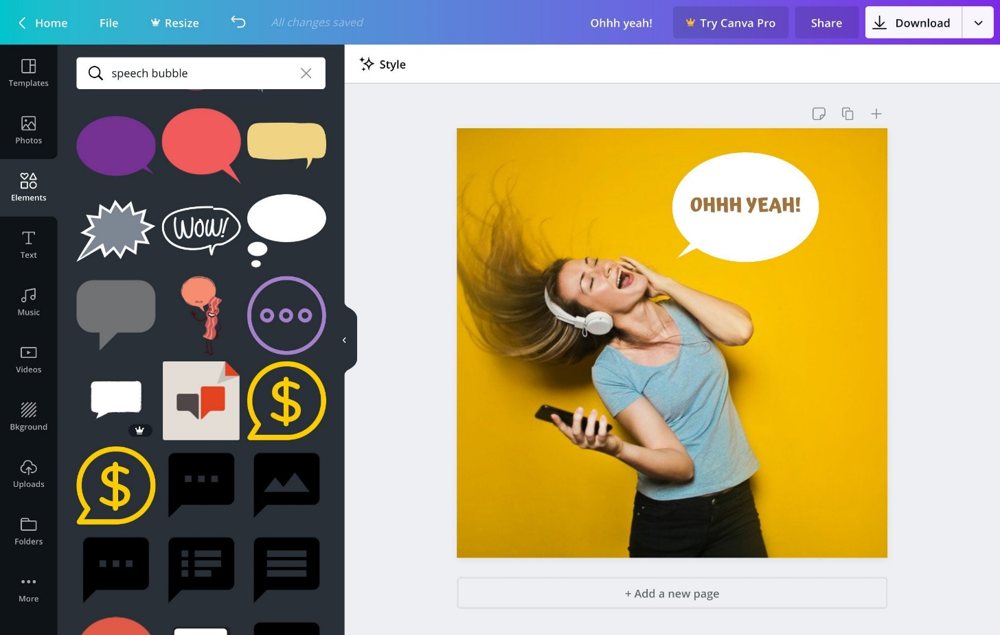 Home
File
Resize
All changes saved
Ohhh yeah!
Try Canva Pro
Share
Download
Templates
Photos
Elements
Text
Music
Videos
Bkground
Uploads
Folders
More
speech bubble
WOW!
$
$
Style
OHHH YEAH!
+ Add a new page